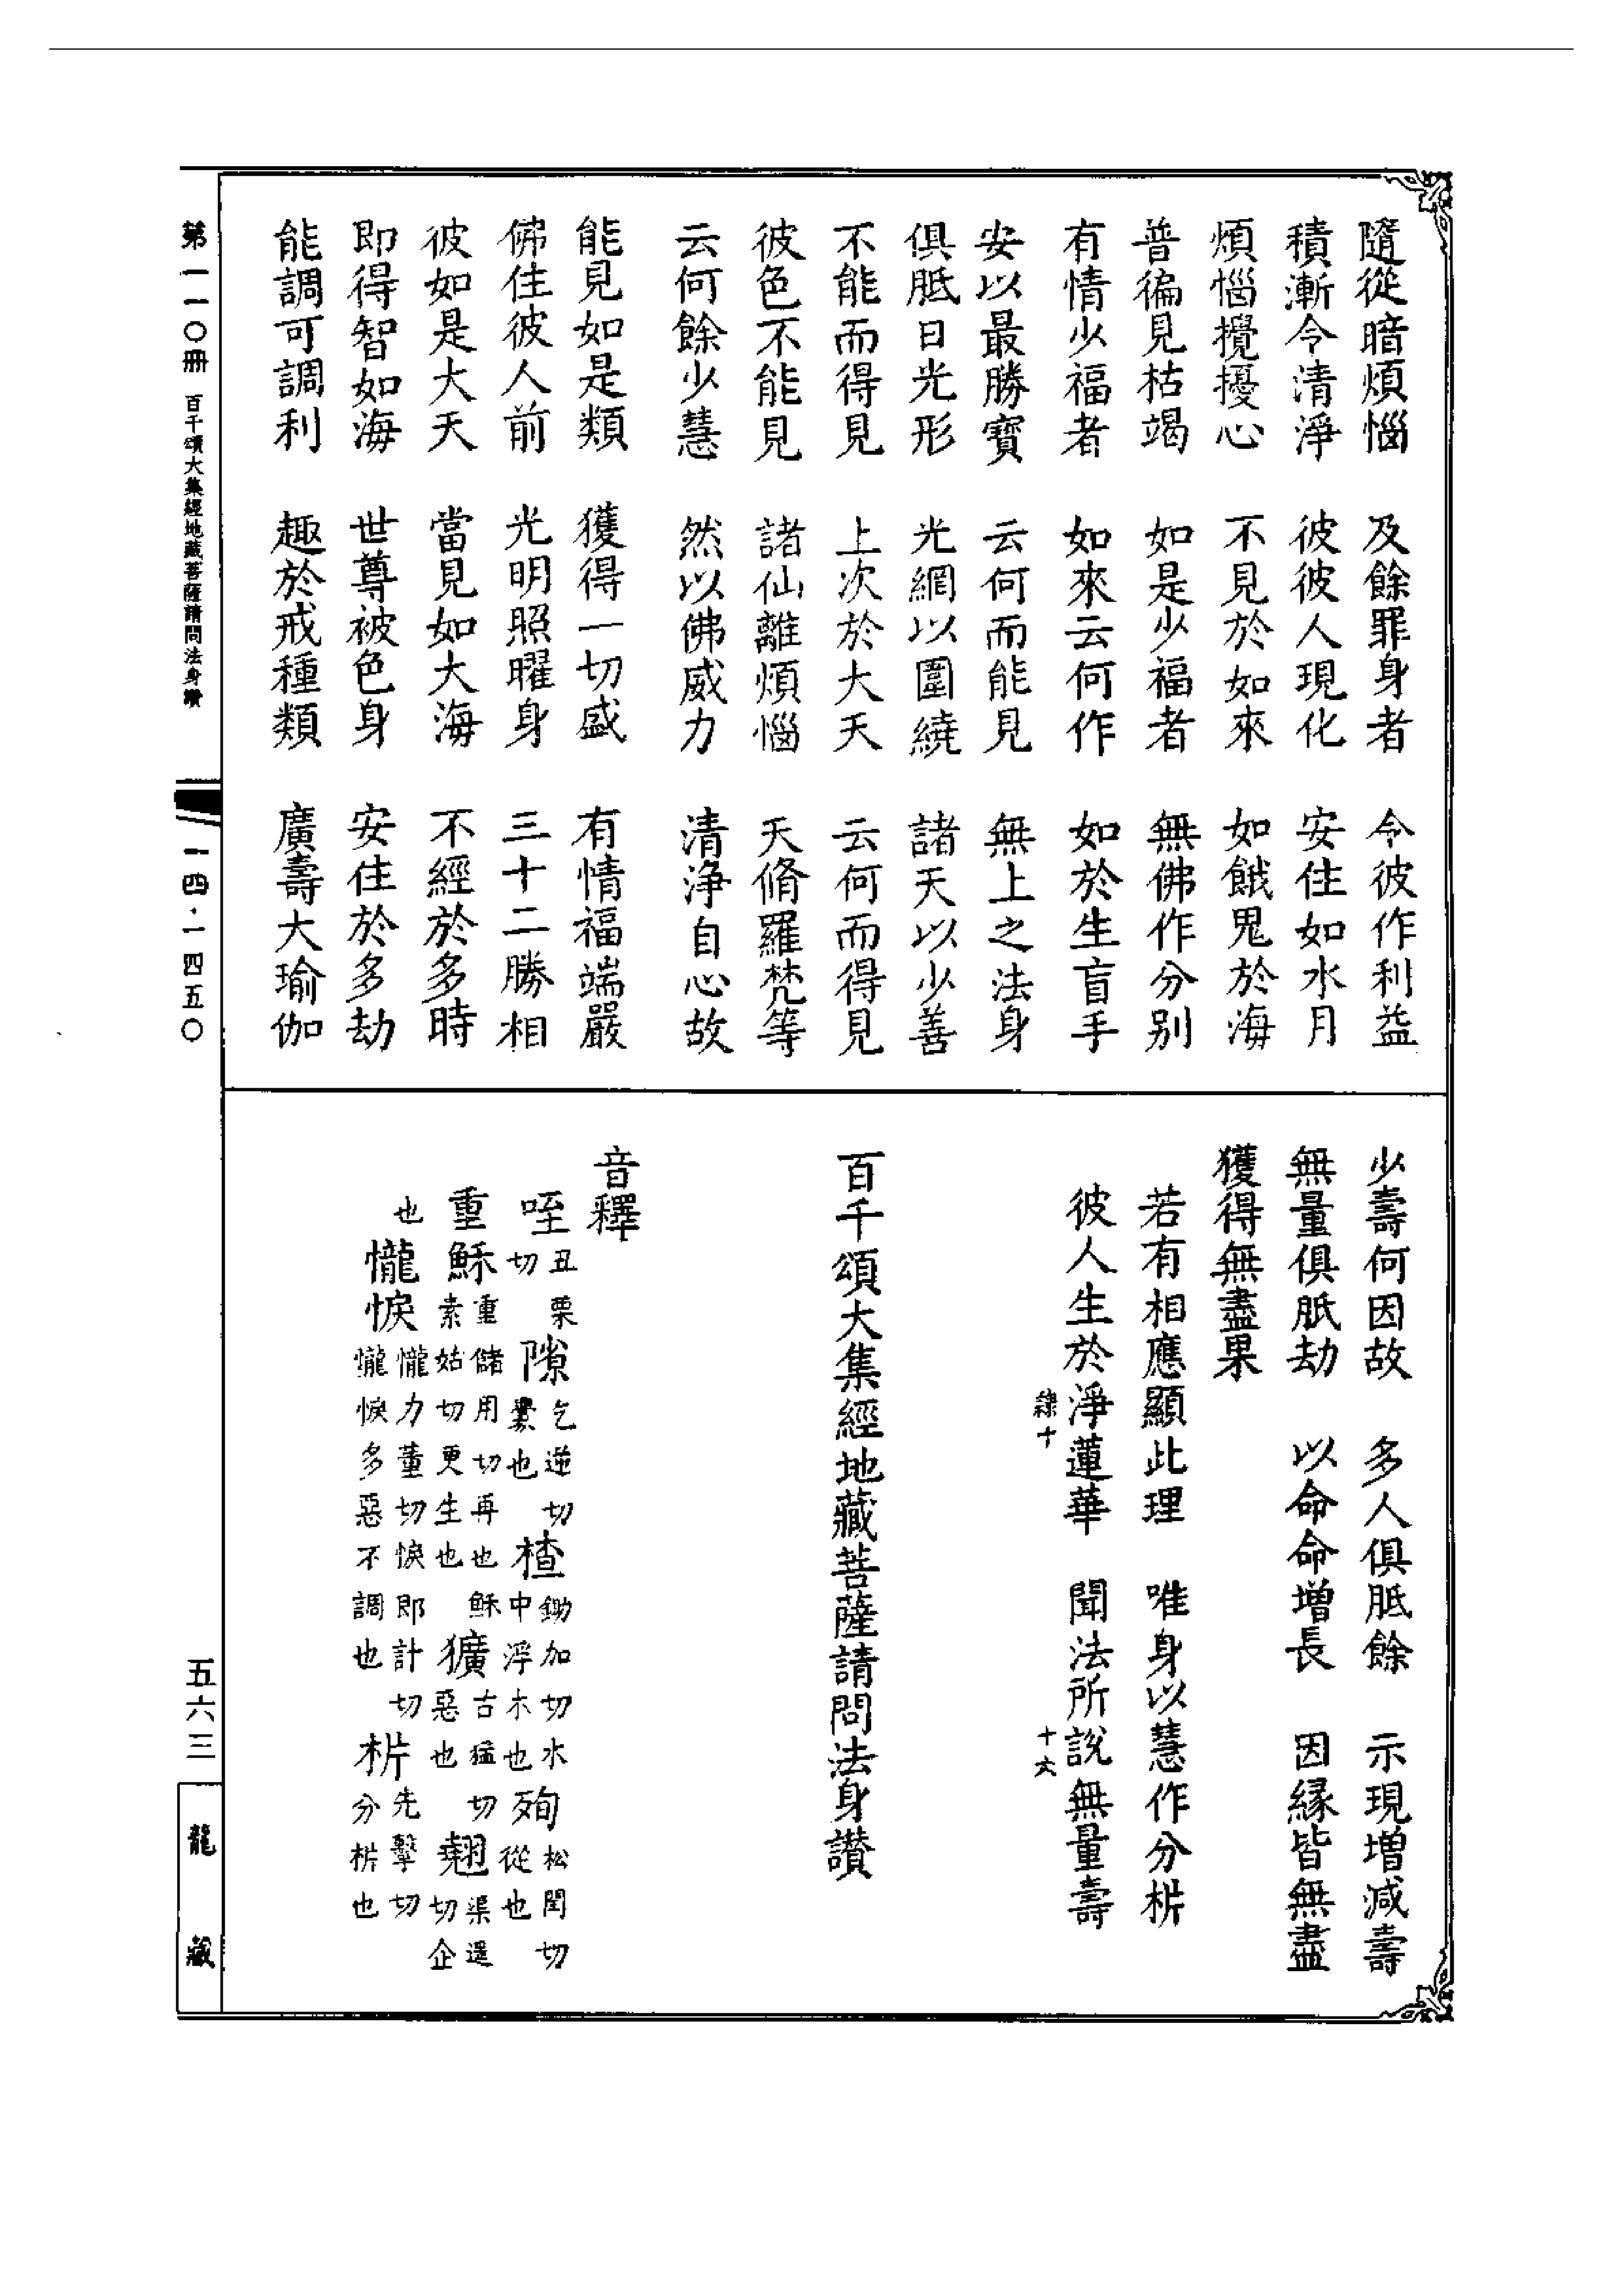 隨從暗煩惱　及餘罪身者　令彼作利益
積漸令清淨　彼彼人現化　安住如水月
煩惱攪擾心　不見於如來　如餓鬼於海
普徧見枯竭　如是少福者　無佛作分別
有情少福者　如來云何作　如於生盲手
安以最勝寶　云何而能見　無上之法身
俱胝日光形　光網以圍繞　諸天以少善
不能而得見　上次於大天　云何而得見
彼色不能見　諸仙離煩惱　天脩羅梵等
云何餘少慧　然以佛威力　清淨自心故
能見如是類　獲得一切盛　有情福端嚴
佛住彼人前　光明照曜身　三十二勝相
彼如是大天　當見如大海　不經於多時
即得智如海　世尊被色身　安住於多劫
能調可調利　趣於戒種類　廣壽大瑜伽
少壽何因故　多人俱胝餘　示現增減壽
無量俱胝劫　以命命增長　因緣皆無盡
獲得無盡果
若有相應顯此理　唯身以慧作分析
彼人生於淨蓮華　聞法所說無量壽
隸十　十六
百千頌大集經地藏菩薩請問法身讚
音釋
咥丑栗切　隙乞逆切釁也　楂鋤加切水中浮木也　殉松閏切從也
重穌重儲用切再也穌素姑切更生也　獷古猛切惡也　翹渠遥切企
也　儱悷儱力董切悷郎計切儱悷多惡不調也　析先擊切分析也
第一一〇冊　百千頌大集經地藏菩薩請問法身讚
一四·一四五〇
五六三
龍藏